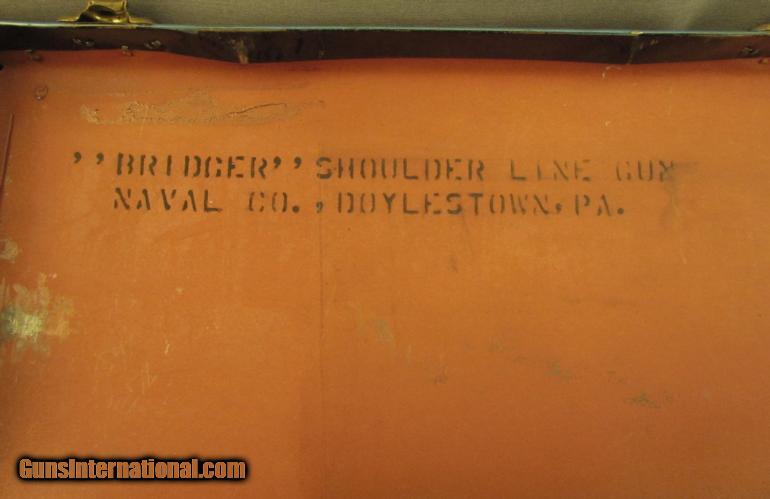 ’’BRIDGER’’ SHOULDER LINE GUN
NAVAL CO., DOYLESTOWN, PA.
GunsInternational.com